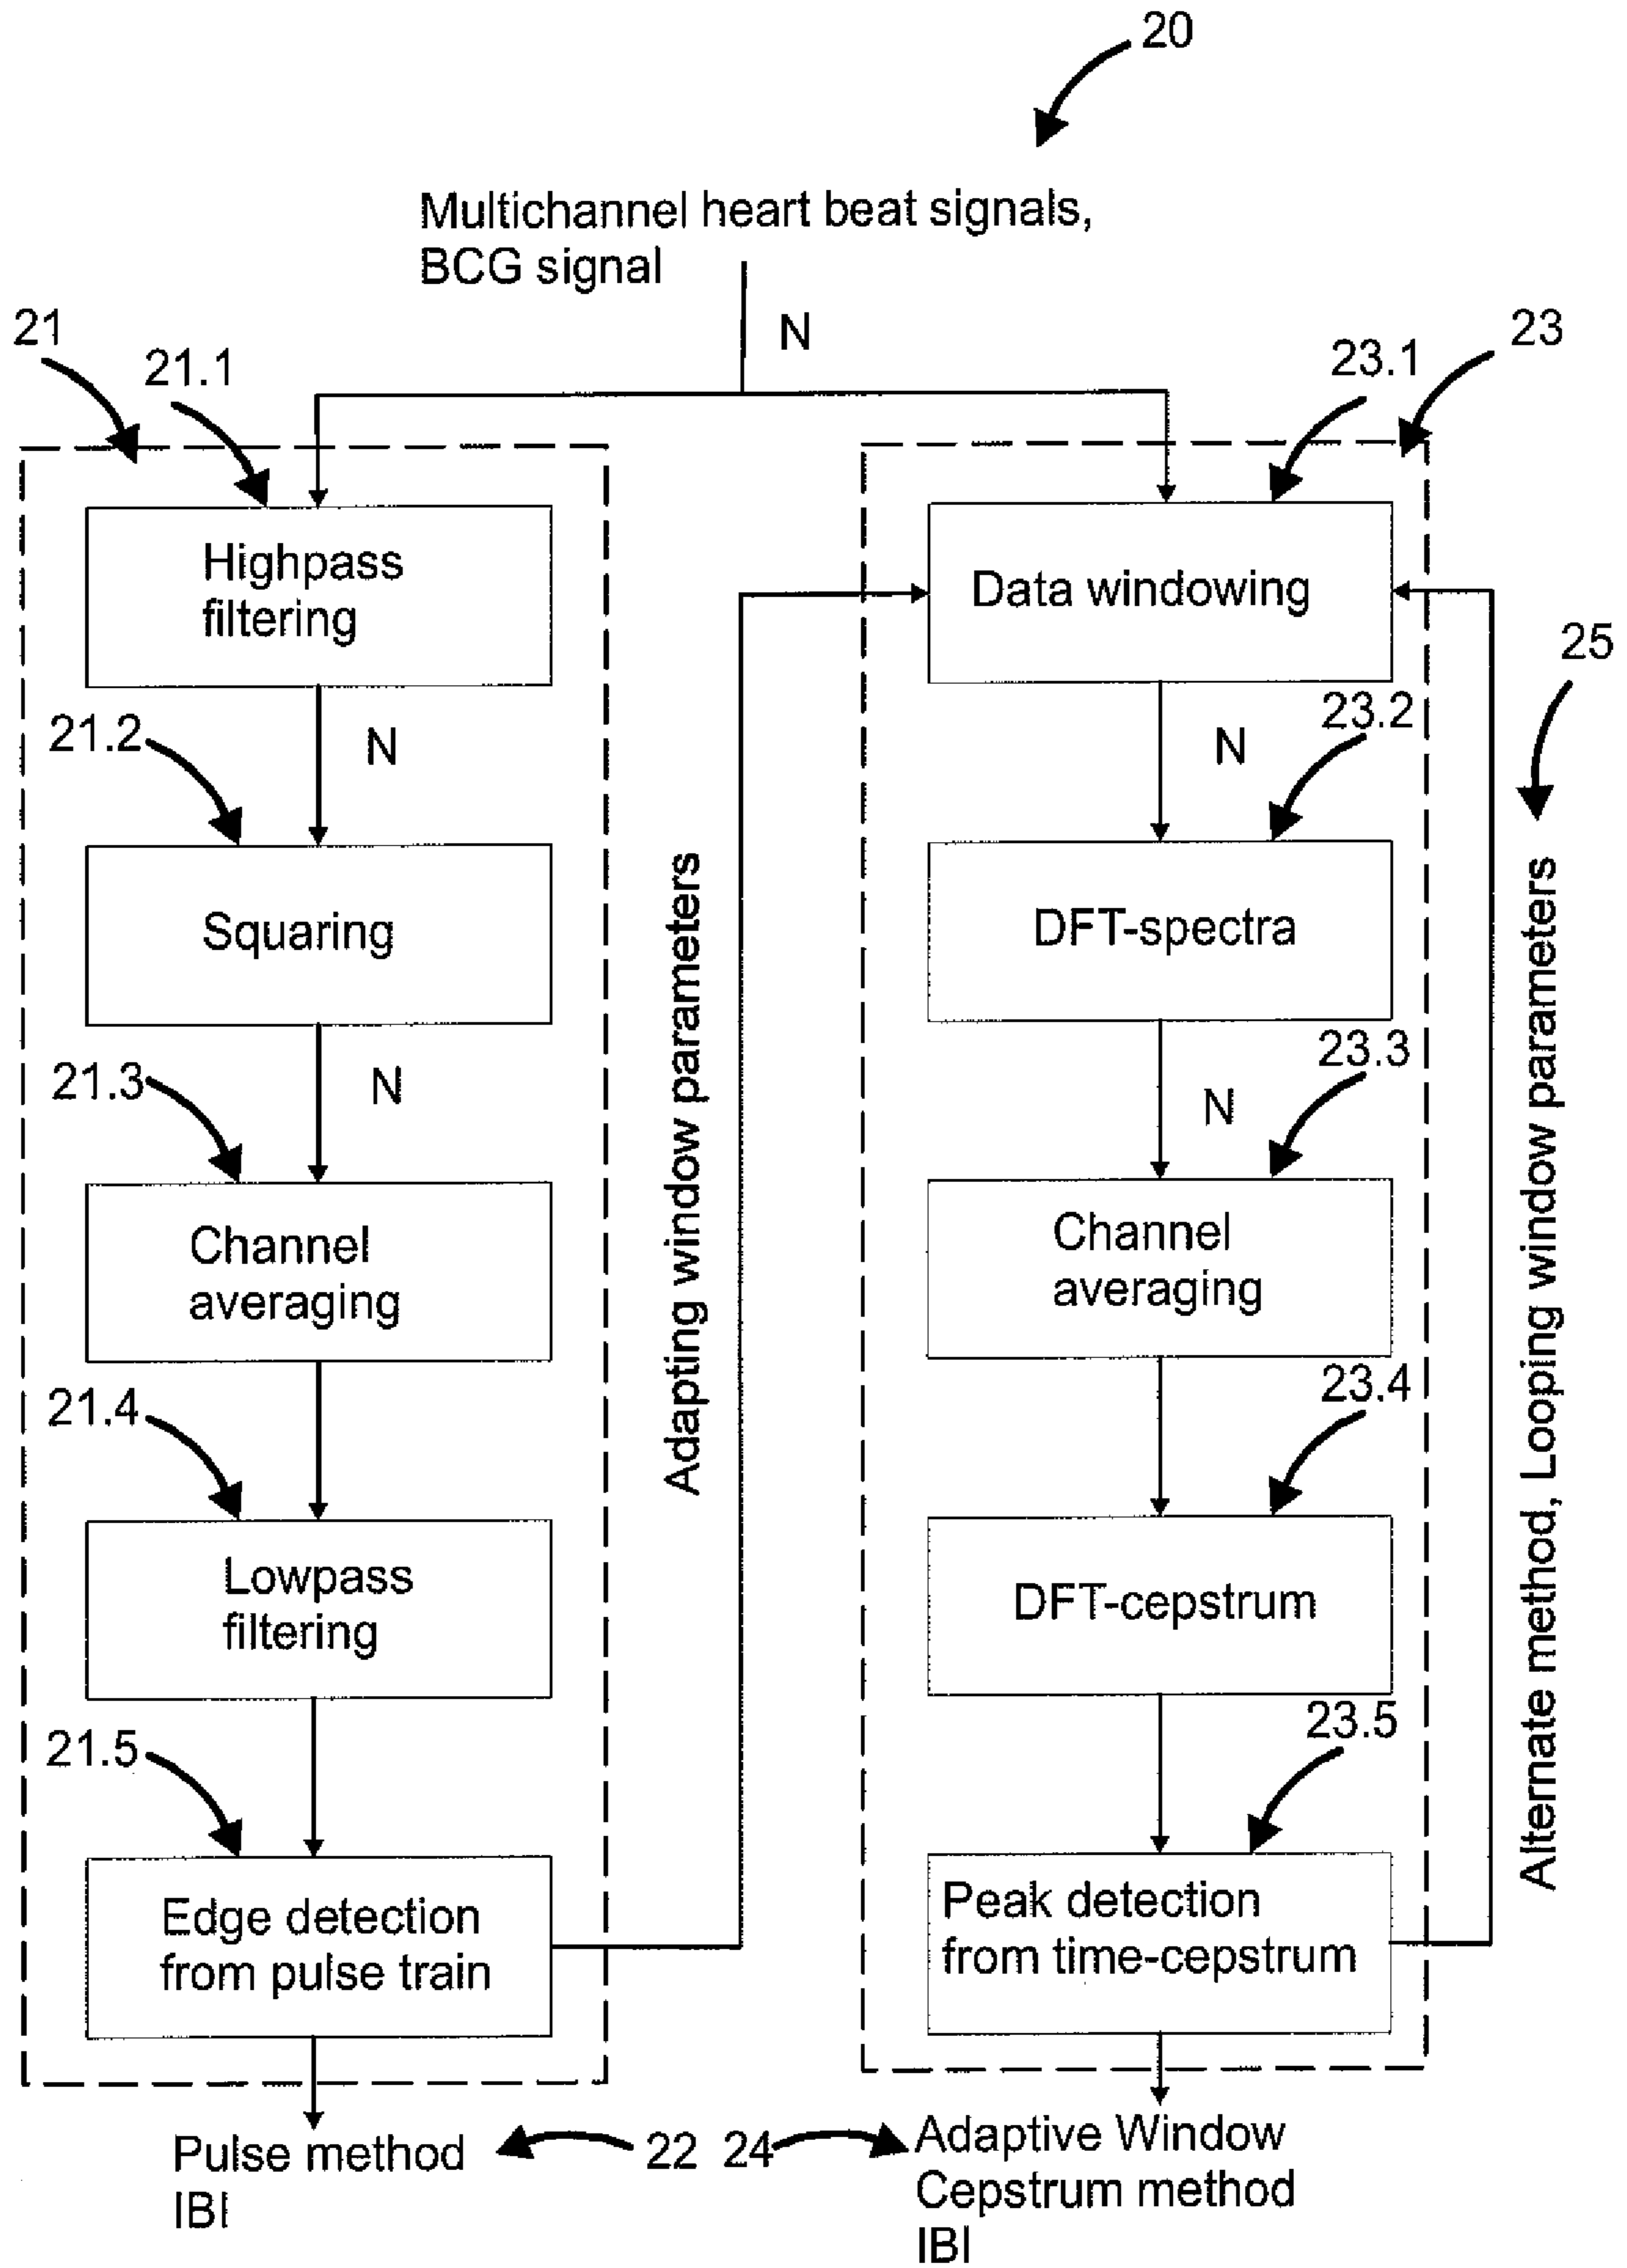 20
Multichannel heart beat signals,
BCG signal
N
21
21.1
23.1
23
Highpass
filtering
Data windowing
25
21.2
N
N
23.2
Squaring
DFT-spectra
Adapting window parameters
Alternate method, Looping window parameters
21.3
N
N
23.3
Channel
averaging
Channel
averaging
21.4
23.4
Lowpass
filtering
DFT-cepstrum
21.5
23.5
Edge detection
from pulse train
Peak detection
from time-cepstrum
Pulse method
IBI
22
24
Adaptive Window
Cepstrum method
IBI